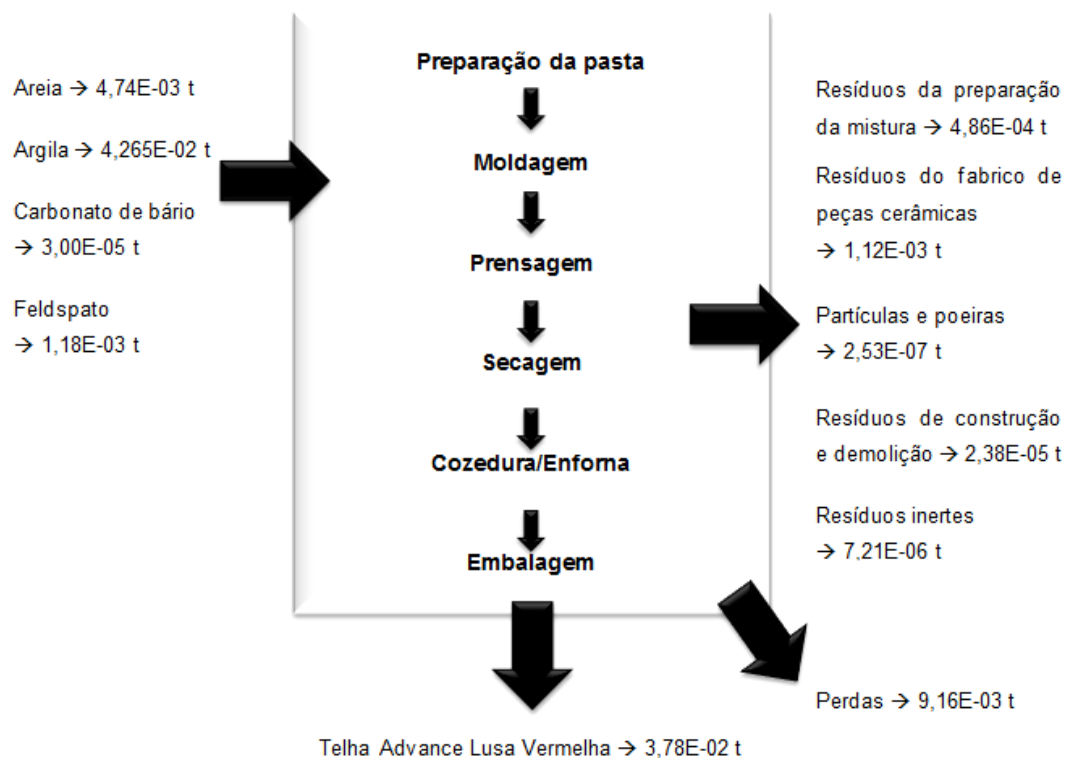 Areia → 4,74E-03 t
Argila → 4,265E-02 t
Carbonato de bário
→ 3,00E-05 t
Feldspato
→ 1,18E-03 t
Preparação da pasta
Moldagem
Prensagem
Secagem
Cozedura/Enforna
Embalagem
Resíduos da preparação
da mistura → 4,86E-04 t
Resíduos do fabrico de
peças cerâmicas
→ 1,12E-03 t
Partículas e poeiras
→ 2,53E-07 t
Resíduos de construção
e demolição → 2,38E-05 t
Resíduos inertes
→ 7,21E-06 t
Perdas → 9,16E-03 t
Telha Advance Lusa Vermelha → 3,78E-02 t